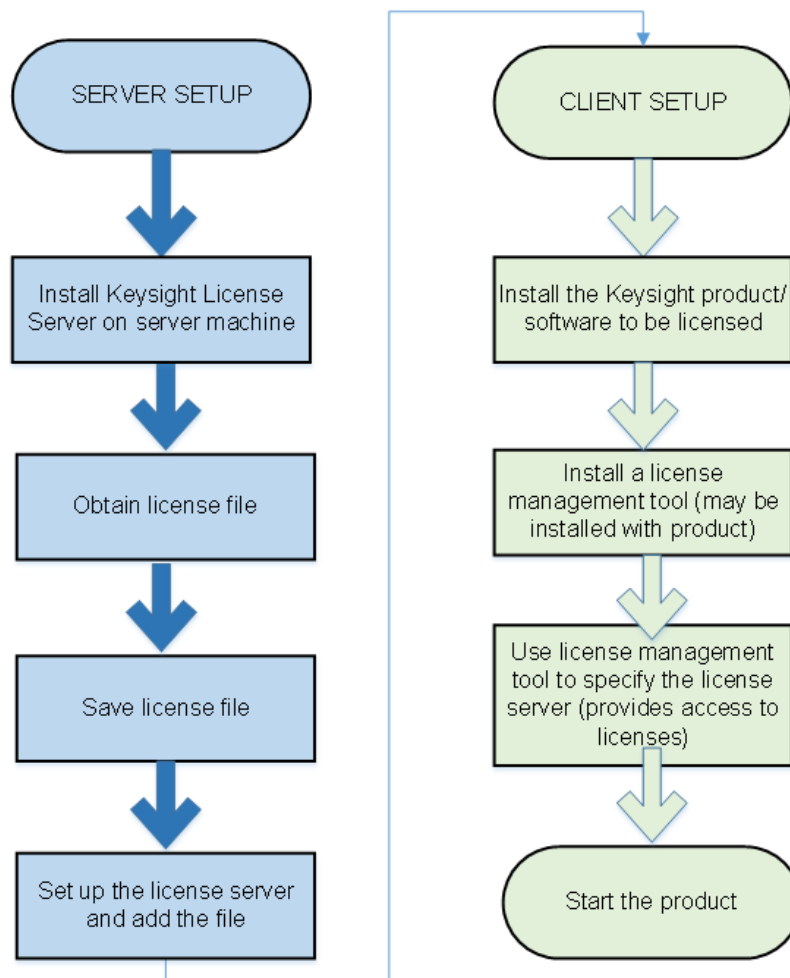 SERVER SETUP
Install Keysight License
Server on server machine
Obtain license file
Save license file
Set up the license server
and add the file
CLIENT SETUP
Install the Keysight product/
software to be licensed
Install a license
management tool (may be
installed with product)
Use license management
tool to specify the license
server (provides access to
licenses)
Start the product